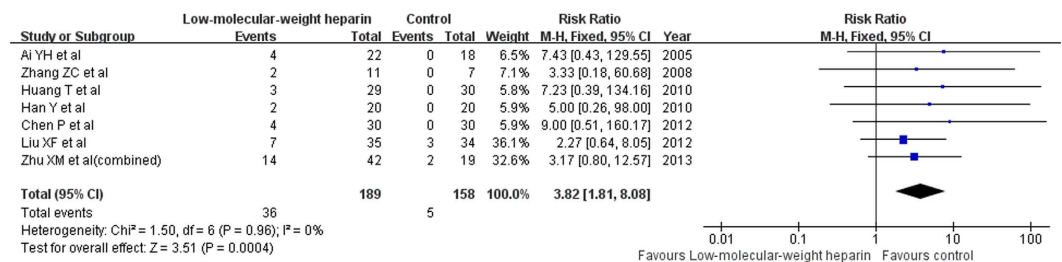 Low-molecular-weight heparin Control Risk Ratio Risk Ratio
Study or Subgroup Events Total Events Total Weight M-H, Fixed, 95% CI Year M-H, Fixed, 95% CI
Ai YH et al 4 22 0 18 6.5% 7.43 [0.43, 129.55] 2005
Zhang ZC et al 2 11 0 7 7.1% 3.33 [0.18, 60.68] 2008
Huang T et al 3 29 0 30 5.8% 7.23 [0.39, 134.16] 2010
Han Y et al 2 20 0 20 5.9% 5.00 [0.26, 98.00] 2010
Chen P et al 4 30 0 30 5.9% 9.00 [0.51, 160.17] 2012
Liu XF et al 7 35 3 34 36.1% 2.27 [0.64, 8.05] 2012
Zhu XM et al(combined) 14 42 2 19 32.6% 3.17 [0.80, 12.57] 2013
Total (95% CI) 189 158 100.0% 3.82 [1.81, 8.08]
Total events 36 5
Heterogeneity: Chi² = 1.50, df = 6 (P = 0.96); I² = 0%
Test for overall effect: Z = 3.51 (P = 0.0004)
0.01 0.1 1 10 100
Favours Low-molecular-weight heparin Favours control